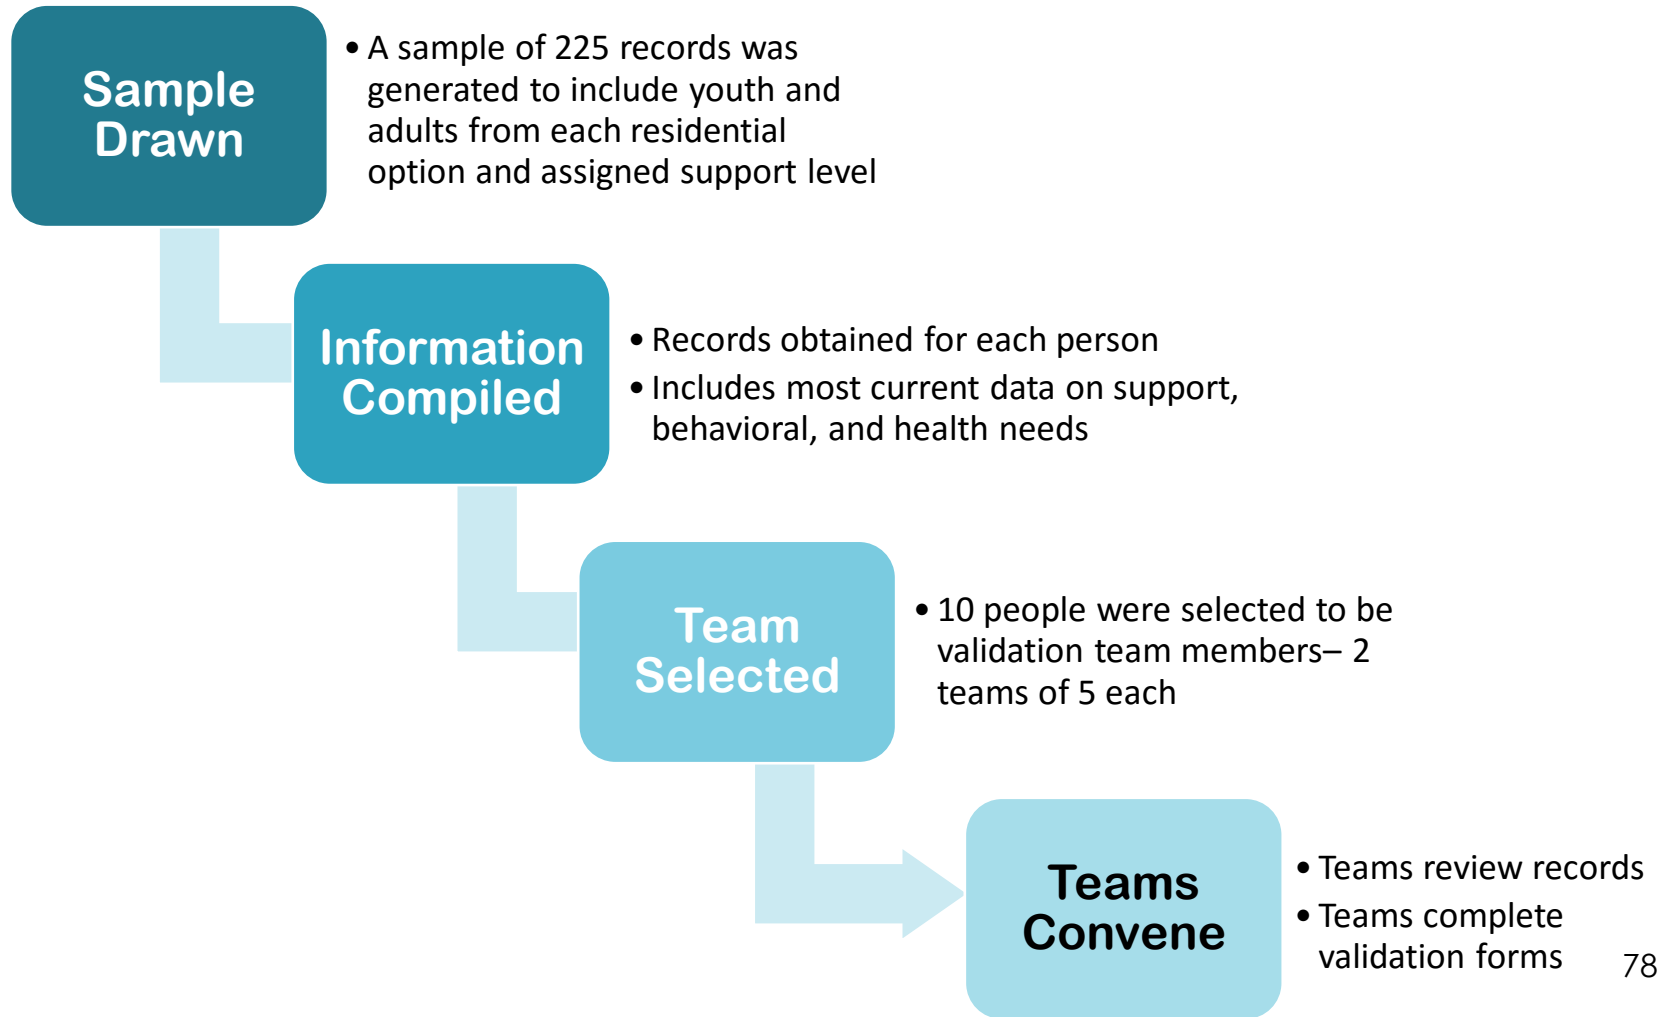 Sample
Drawn
• A sample of 225 records was
generated to include youth and
adults from each residential
option and assigned support level
Information
Compiled
• Records obtained for each person
• Includes most current data on support,
behavioral, and health needs
Team
Selected
• 10 people were selected to be
validation team members– 2
teams of 5 each
Teams
Convene
• Teams review records
• Teams complete
validation forms
78